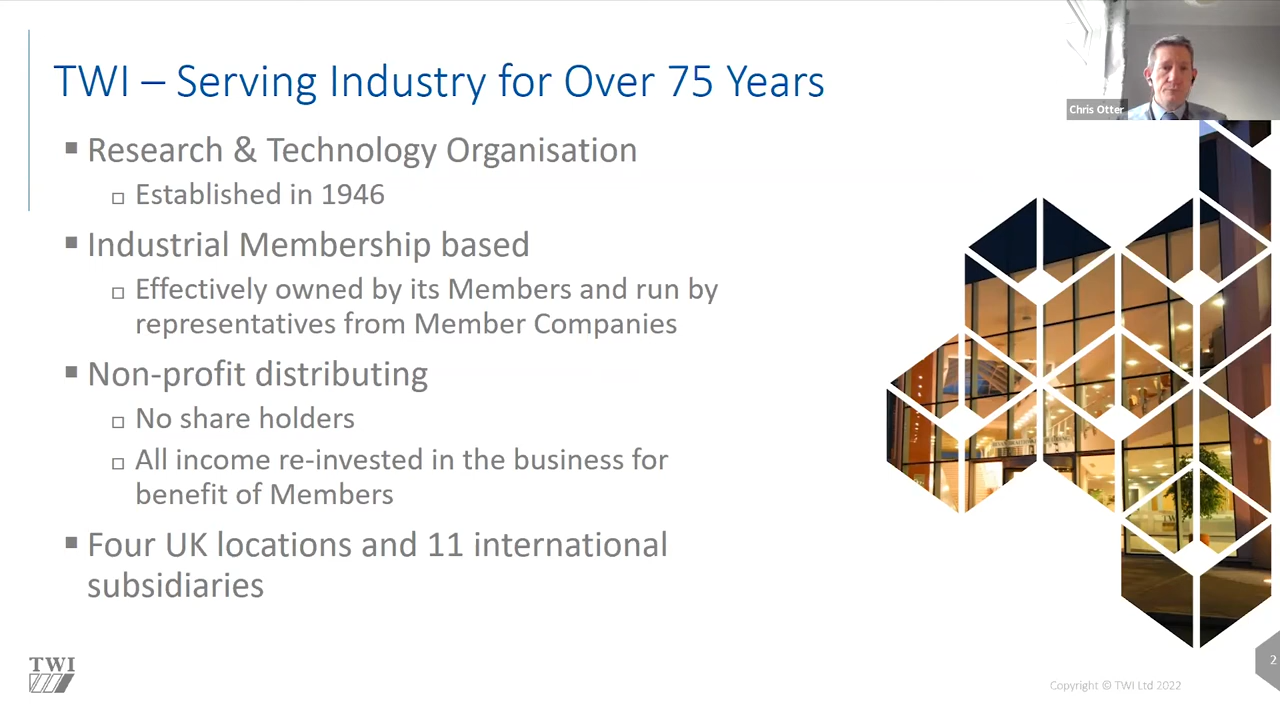 TWI – Serving Industry for Over 75 Years
Chris Otter
Research & Technology Organisation
Established in 1946
Industrial Membership based
Effectively owned by its Members and run by
representatives from Member Companies
Non-profit distributing
No share holders
All income re-invested in the business for
benefit of Members
Four UK locations and 11 international
subsidiaries
TWI
Copyright © TWI Ltd 2022
2